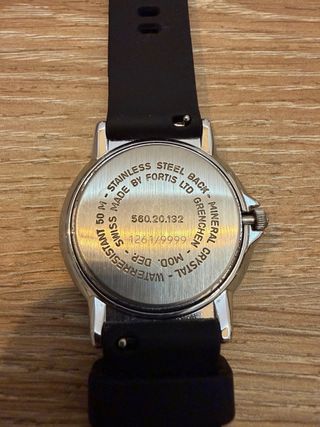 WATERRESISTANT 50 M - STAINLESS STEEL BACK - MINERAL CRYSTAL -
SWISS MADE BY FORTIS LTD GRENCHEN MOD. DEP. -
560.20.132
1261/9999